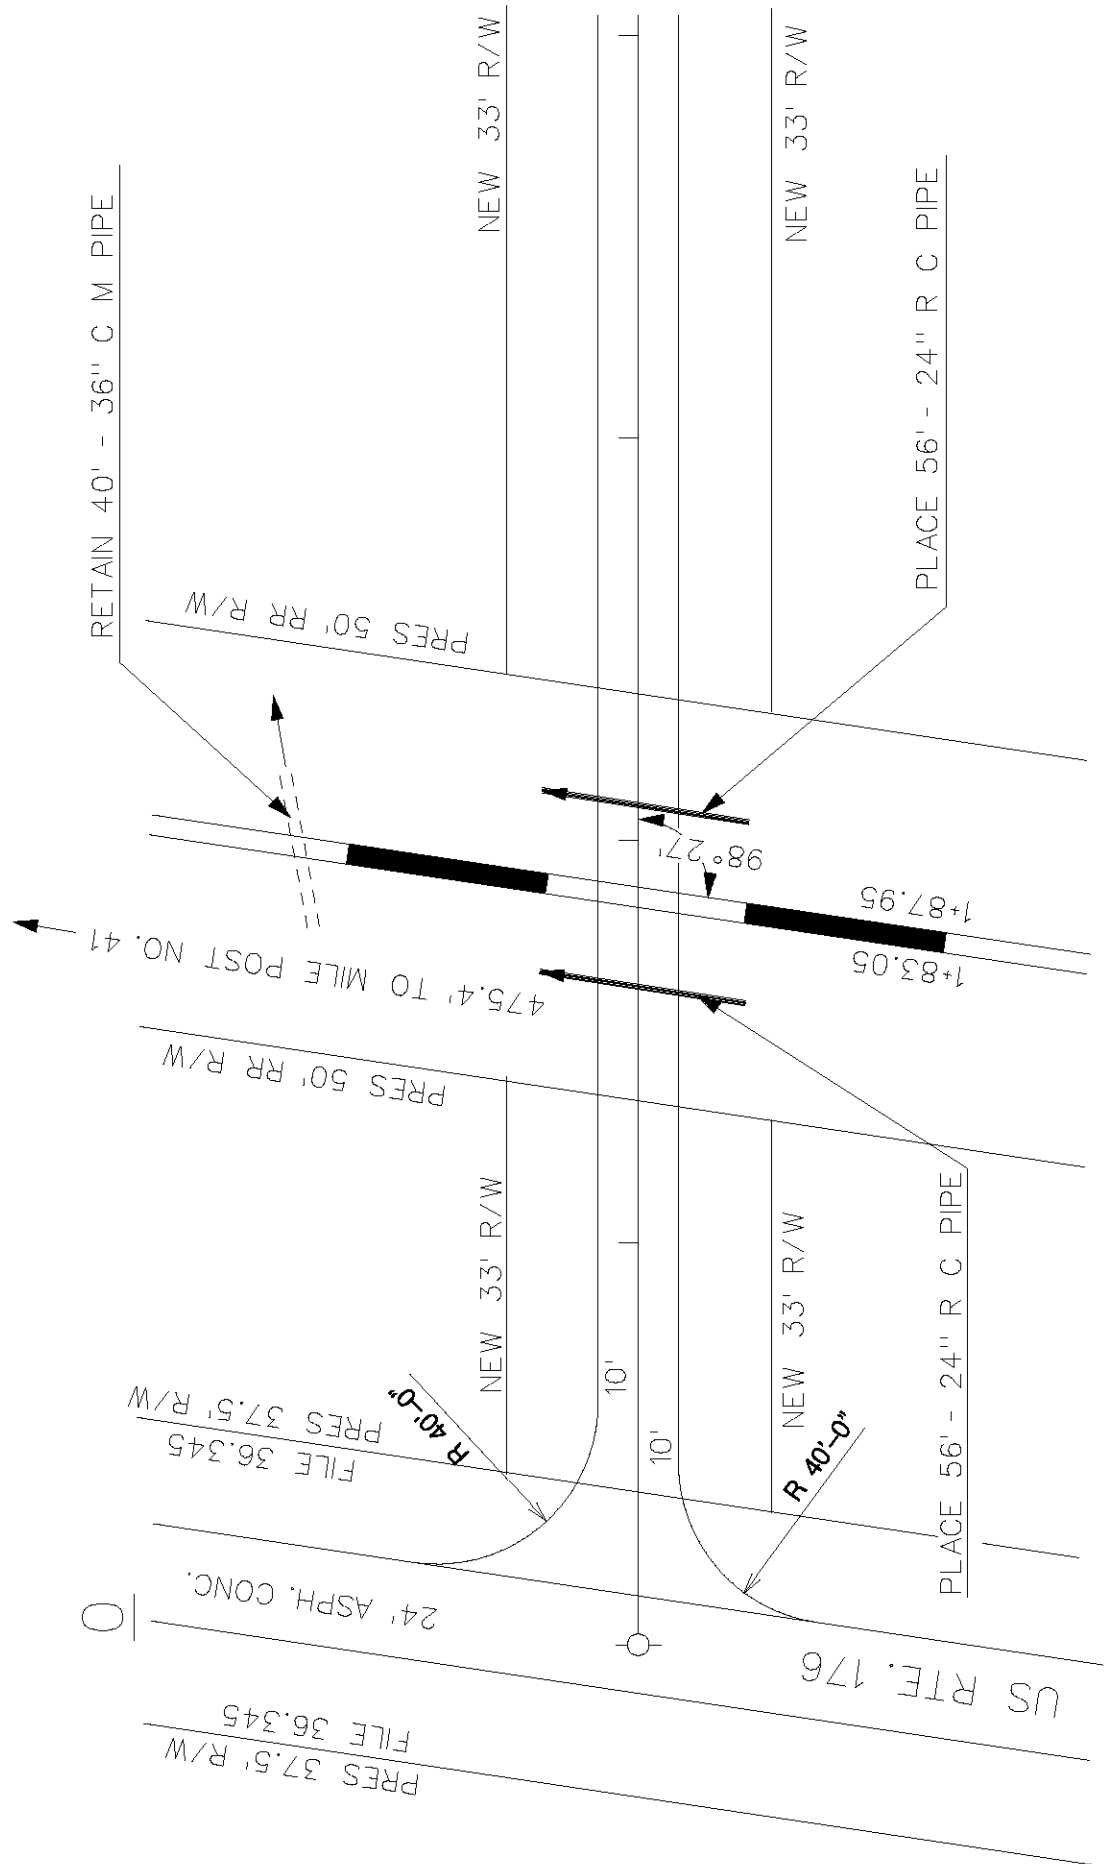 NEW 33' R/W
NEW 33' R/W
RETAIN 40' - 36" C M PIPE
PLACE 56' - 24" R C PIPE
PRES 50' RR R/W
98°27'
1+87.95
1+83.05
475.4' TO MILE POST NO. 41
PRES 50' RR R/W
NEW 33' R/W
NEW 33' R/W
PLACE 56' - 24" R C PIPE
10'
10'
R 40'-0"
R 40'-0"
PRES 37.5' R/W
FILE 36.345
24' ASPH. CONC.
0
US RTE. 176
FILE 36.345
PRES 37.5' R/W